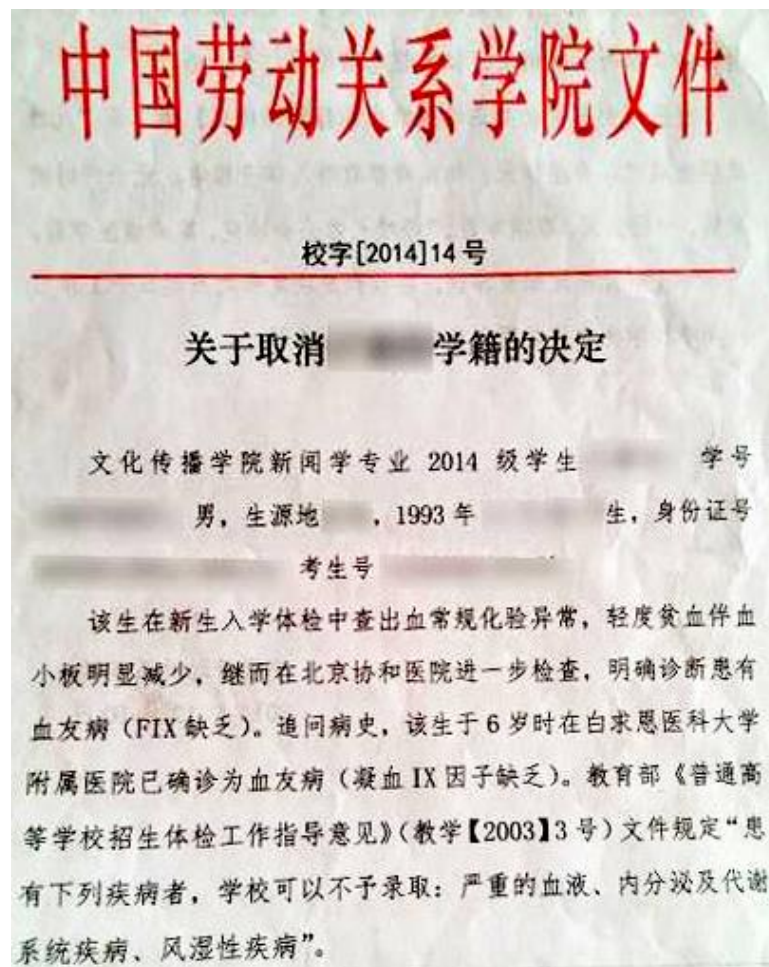 中国劳动关系学院文件
校字[2014]14号
关于取消 学籍的决定
文化传播学院新闻学专业 2014 级学生 学号
男，生源地 ，1993 年 生，身份证号
考生号
该生在新生入学体检中查出血常规化验异常，轻度贫血伴血
小板明显减少，继而在北京协和医院进一步检查，明确诊断患有
血友病（FIX 缺乏）。追问病史，该生于 6 岁时在白求恩医科大学
附属医院已确诊为血友病（凝血 IX 因子缺乏）。教育部《普通高
等学校招生体检工作指导意见》（教学【2003】3 号）文件规定“患
有下列疾病者，学校可以不予录取：严重的血液、内分泌及代谢
系统疾病、风湿性疾病”。